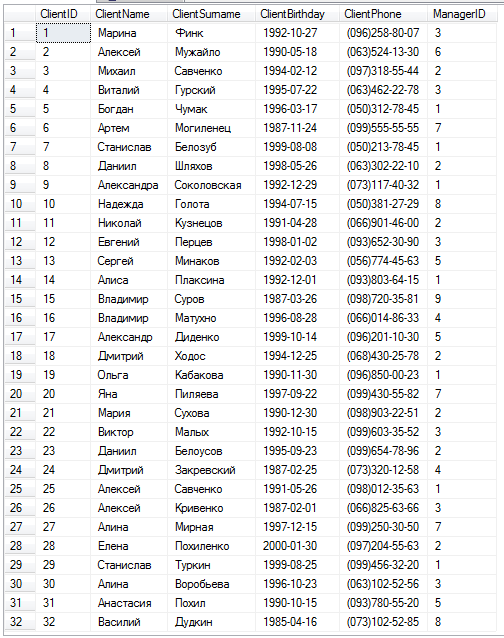 ClientID ClientName ClientSurname ClientBirthday ClientPhone ManagerID
1 1 Марина Финк 1992-10-27 (096)258-80-07 3
2 2 Алексей Мужайло 1990-05-18 (063)524-13-30 6
3 3 Михаил Савченко 1994-02-12 (097)318-55-44 2
4 4 Виталий Гурский 1995-07-22 (063)462-22-78 3
5 5 Богдан Чумак 1996-03-17 (050)312-78-45 1
6 6 Артем Могиленец 1987-11-24 (099)555-55-55 7
7 7 Станислав Белозуб 1999-08-08 (050)213-78-45 1
8 8 Даниил Шляхов 1998-05-26 (063)302-22-10 2
9 9 Александра Соколовская 1992-12-29 (073)117-40-32 1
10 10 Надежда Голота 1994-07-15 (050)381-27-29 8
11 11 Николай Кузнецов 1991-04-28 (066)901-46-00 2
12 12 Евгений Перцев 1998-01-02 (093)652-30-90 3
13 13 Сергей Минаков 1992-02-03 (056)774-45-63 5
14 14 Алиса Плаксина 1992-12-01 (093)803-64-15 1
15 15 Владимир Суров 1987-03-26 (098)720-35-81 9
16 16 Владимир Матухно 1996-08-28 (066)014-86-33 4
17 17 Александр Диденко 1999-10-14 (096)201-10-30 5
18 18 Дмитрий Ходос 1994-12-25 (068)430-25-78 2
19 19 Ольга Кабакова 1990-11-30 (096)850-00-23 1
20 20 Яна Пиляева 1997-09-22 (099)430-55-82 7
21 21 Мария Сухова 1990-12-30 (098)903-22-51 2
22 22 Виктор Малых 1992-10-15 (099)603-35-52 3
23 23 Даниил Белоусов 1995-09-23 (099)654-78-96 2
24 24 Дмитрий Закревский 1987-02-25 (073)320-12-58 4
25 25 Алексей Савченко 1991-05-26 (098)012-35-63 1
26 26 Алексей Кривенко 1987-02-01 (066)825-63-66 3
27 27 Алина Мирная 1997-12-15 (099)250-30-50 7
28 28 Елена Похиленко 2000-01-30 (097)204-55-63 2
29 29 Станислав Туркин 1999-08-25 (099)456-32-20 1
30 30 Алина Воробьева 1996-10-23 (063)102-52-56 3
31 31 Анастасия Похил 1990-10-15 (093)780-55-20 5
32 32 Василий Дудкин 1985-04-16 (073)102-52-85 8